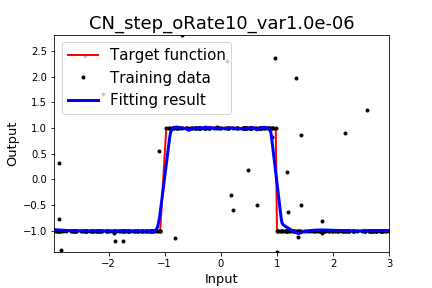 CN_step_oRate10_var1.0e-06
Target function
Training data
Fitting result
2.5
2.0
1.5
1.0
0.5
0.0
−0.5
−1.0
Output
−2 −1 0 1 2 3
Input